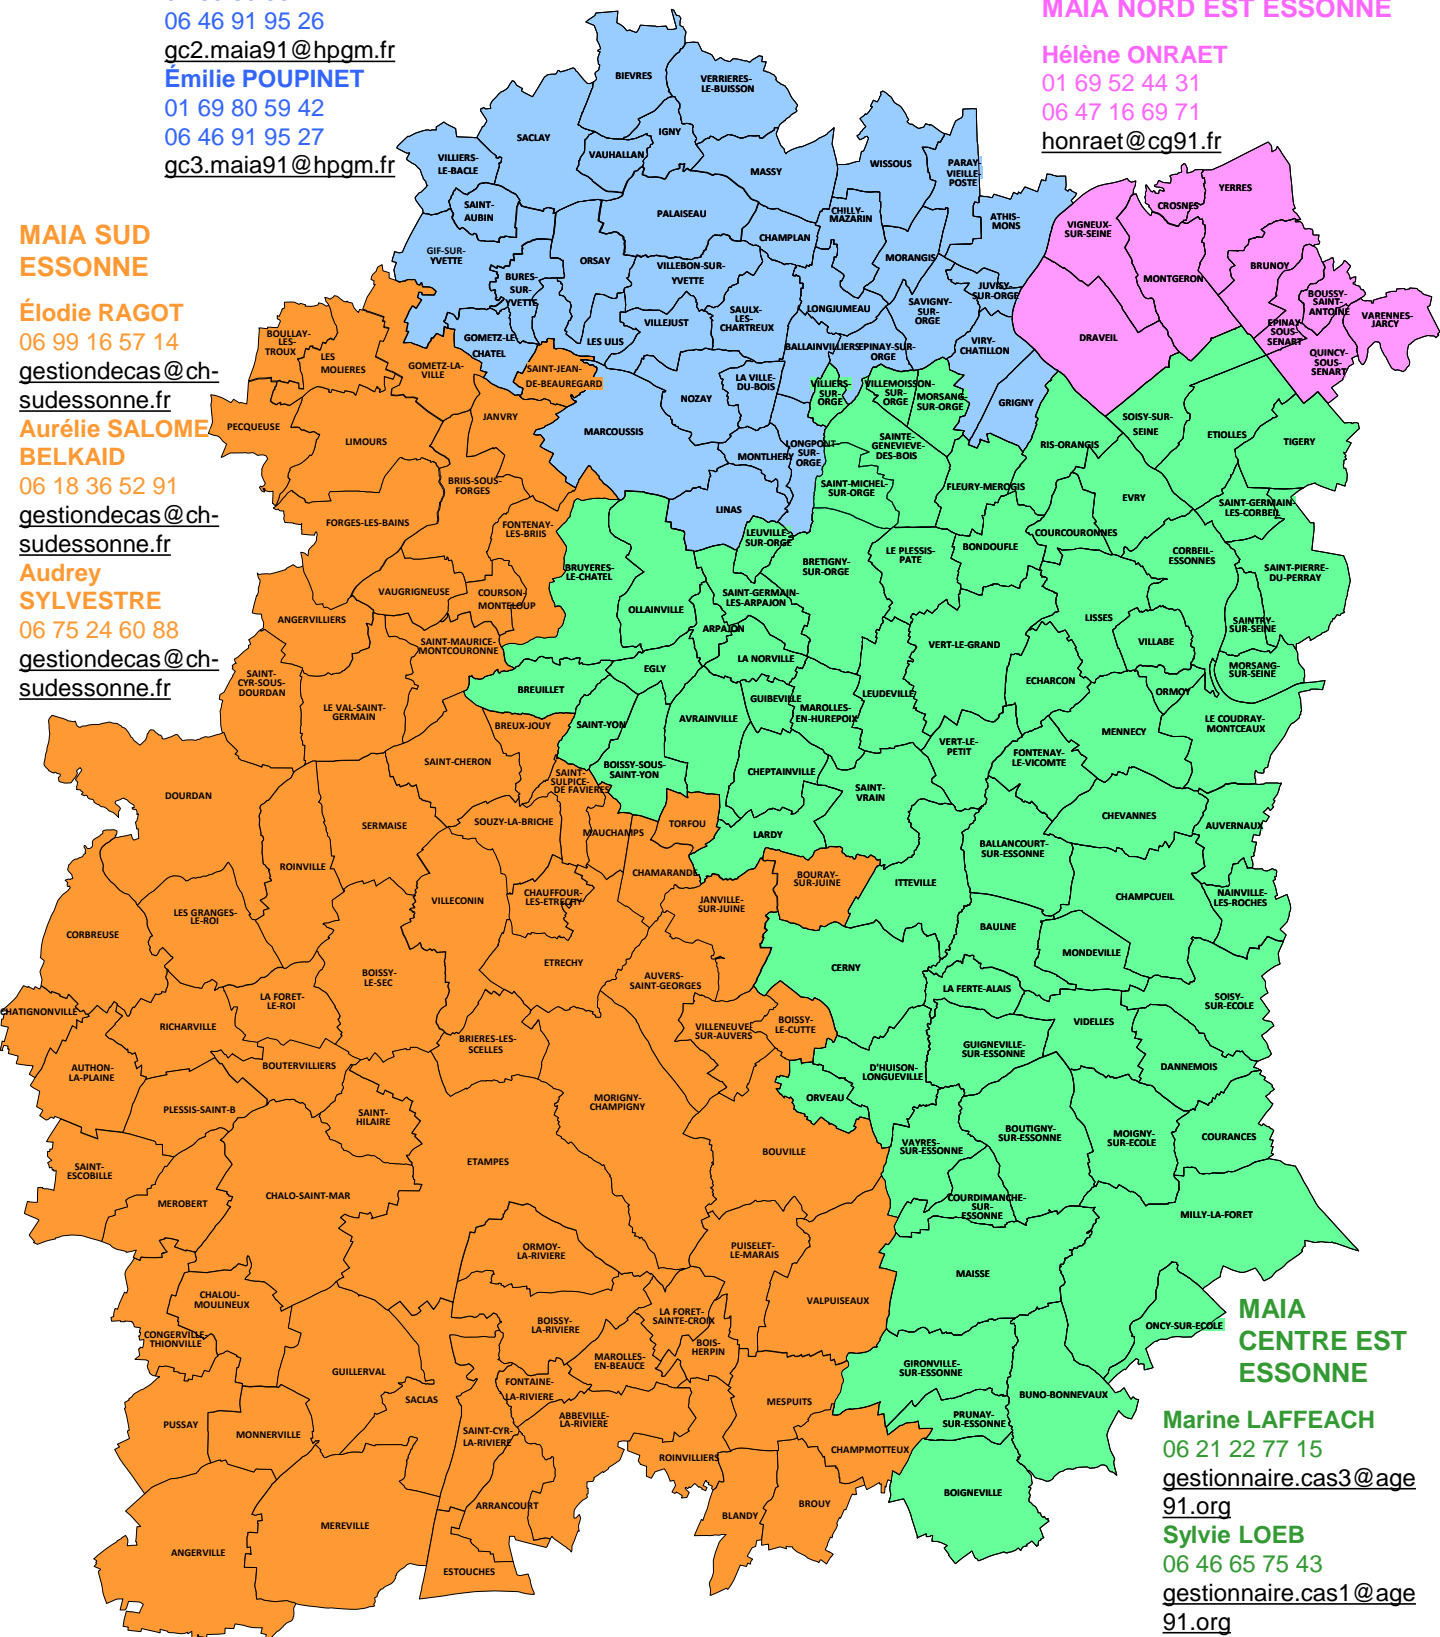 06 46 91 95 26
gc2.maia91@hpgm.fr
Émilie POUPINET
01 69 80 59 42
06 46 91 95 27
gc3.maia91@hpgm.fr
MAIA NORD EST ESSONNE
Hélène ONRAET
01 69 52 44 31
06 47 16 69 71
honraet@cg91.fr
MAIA SUD
ESSONNE
Élodie RAGOT
06 99 16 57 14
gestiondecas@ch-
sudessonne.fr
Aurélie SALOME
BELKAID
06 18 36 52 91
gestiondecas@ch-
sudessonne.fr
Audrey
SYLVESTRE
06 75 24 60 88
gestiondecas@ch-
sudessonne.fr
BIEVRES
VERRIERES-
LE-BUISSON
SACLAY
IGNY
VAUHALLAN
VILLIERS-
LE-BACLE
MASSY
WISSOUS
PARAY-
VIEILLE-
POSTE
SAINT-
AUBIN
PALAISEAU
CHILLY-
MAZARIN
ATHIS-
MONS
CHAMPLAN
GIF-SUR-
YVETTE
ORSAY
BURES-
SUR-
YVETTE
VILLEBON-SUR-
YVETTE
MORANGIS
JUVISY-
SUR-ORGE
SAVIGNY-
SUR-
ORGE
LONGJUMEAU
SAULX-
LES-
CHARTREUX
VILLEJUST
LES ULIS
GOMETZ-LE-
CHATEL
BALLAINVILLIERS
EPINAY-SUR-
ORGE
VIRY-
CHATILLON
GRIGNY
LA VILLE-
DU-BOIS
NOZAY
MARCOUSSIS
MONTLHERY
LONGPONT-
SUR-
ORGE
LINAS
YERRES
CROSNES
VIGNEUX-
SUR-SEINE
MONTGERON
BRUNOY
BOUSSY-
SAINT-
ANTOINE
VARENNES-
JARCY
EPINAY-
SOUS-
SENART
QUINCY-
SOUS-
SENART
DRAVEIL
BOULLAY-
LES-
TROUX
LES
MOLIERES
GOMETZ-LA-
VILLE
SAINT-JEAN-
DE-BEAUREGARD
PECQUEUSE
LIMOURS
JANVRY
BRIIS-SOUS-
FORGES
FORGES-LES-BAINS
FONTENAY-
LES-BRIIS
VAUGRIGNEUSE
COURSON-
MONTELOUP
ANGERVILLIERS
SAINT-MAURICE-
MONTCOURONNE
SAINT-
CYR-SOUS-
DOURDAN
LE VAL-SAINT-
GERMAIN
BREUX-JOUY
SAINT-CHERON
SAINT-
SULPICE-
DE FAVIERES
DOURDAN
SERMAISE
SOUZY-LA-BRICHE
MAUCHAMPS
TORFOU
ROINVILLE
CHAMARANDE
BOURAY-
SUR-JUINE
VILLECONIN
CHAUFFOUR-
LES-ETRECHY
JANVILLE-
SUR-JUINE
LES GRANGES-
LE-ROI
CORBREUSE
ETRECHY
BOISSY-
LE-SEC
AUVERS-
SAINT-GEORGES
LA FORET-
LE-ROI
CHATIGNONVILLE
RICHARVILLE
VILLENEUVE-
SUR-AUVERS
BOISSY-
LE-CUTTE
BRIERES-LES-
SCELLES
BOUTERVILLIERS
AUTHON-
LA-PLAINE
PLESSIS-SAINT-B
SAINT-
HILAIRE
MORIGNY-
CHAMPIGNY
BOUVILLE
ETAMPES
SAINT-
ESCOBILLE
MEROBERT
CHALO-SAINT-MAR
ORMOY-
LA-RIVIERE
PUISELET-
LE-MARAIS
CHALOU-
MOULINEUX
VALPUISEAUX
BOISSY-
LA-RIVIERE
LA FORET-
SAINTE-CROIX
CONGERVILLE-
THIONVILLE
BOIS-
HERPIN
MAROLLES-
EN-BEAUCE
GUILLERVAL
FONTAINE-
LA-RIVIERE
SACLAS
MESPUITS
ABBEVILLE-
LA-RIVIERE
PUSSAY
MONNERVILLE
SAINT-CYR-
LA-RIVIERE
ROINVILLIERS
CHAMPMOTTEUX
ARRANCOURT
BROUY
BLANDY
MEREVILLE
ANGERVILLE
ESTOUCHES
VILLIERS-
SUR-
ORGE
VILLEMOISSON-
SUR-
ORGE
MORSANG-
SUR-ORGE
SAINTE-
GENEVIEVE-
DES-BOIS
SAINT-MICHEL-
SUR-ORGE
FLEURY-MEROGIS
RIS-ORANGIS
SOISY-SUR-
SEINE
ETIOLLES
TIGERY
EVRY
SAINT-GERMAIN-
LES-CORBEIL
COURCOURONNES
BONDOUFLE
LEUVILLE-
SUR-ORGE
BRETIGNY-
SUR-ORGE
LE PLESSIS-
PATE
CORBEIL-
ESSONNES
SAINT-PIERRE-
DU-PERRAY
BRUYERES-
LE-CHATEL
OLLAINVILLE
SAINT-GERMAIN-
LES-ARPAJON
ARPAJON
LISSES
SAINTRY-
SUR-SEINE
VILLABE
LA NORVILLE
VERT-LE-GRAND
EGLY
MORSANG-
SUR-SEINE
BREUILLET
ECHARCON
ORMOY
GUIBEVILLE
LEUDEVILLE
MAROLLES-
EN-HUREPOIX
AVRAINVILLE
SAINT-YON
LE COUDRAY-
MONTCEAUX
MENNECY
VERT-LE-
PETIT
FONTENAY-
LE-VICOMTE
BOISSY-SOUS-
SAINT-YON
CHEPTAINVILLE
SAINT-
VRAIN
CHEVANNES
AUVERNAUX
LARDY
BALLANCOURT-
SUR-ESSONNE
ITTEVILLE
CHAMPCUEIL
NAINVILLE-
LES-ROCHES
BAULNE
MONDEVILLE
CERNY
LA FERTE-ALAIS
SOISY-
SUR-ECOLE
VIDELLES
GUIGNEVILLE-
SUR-ESSONNE
DANNEMOIS
D'HUISON-
LONGUEVILLE
ORVEAU
BOUTIGNY-
SUR-ESSONNE
MOIGNY-
SUR-ECOLE
COURANCES
VAYRES-
SUR-ESSONNE
COURDIMANCHE-
SUR-
ESSONNE
MILLY-LA-FORET
MAISSE
ONCY-SUR-ECOLE
GIRONVILLE-
SUR-ESSONNE
BUNO-BONNEVAUX
PRUNAY-
SUR-ESSONNE
BOIGNEVILLE
MAIA
CENTRE EST
ESSONNE
Marine LAFFEACH
06 21 22 77 15
gestionnaire.cas3@age
91.org
Sylvie LOEB
06 46 65 75 43
gestionnaire.cas1@age
91.org